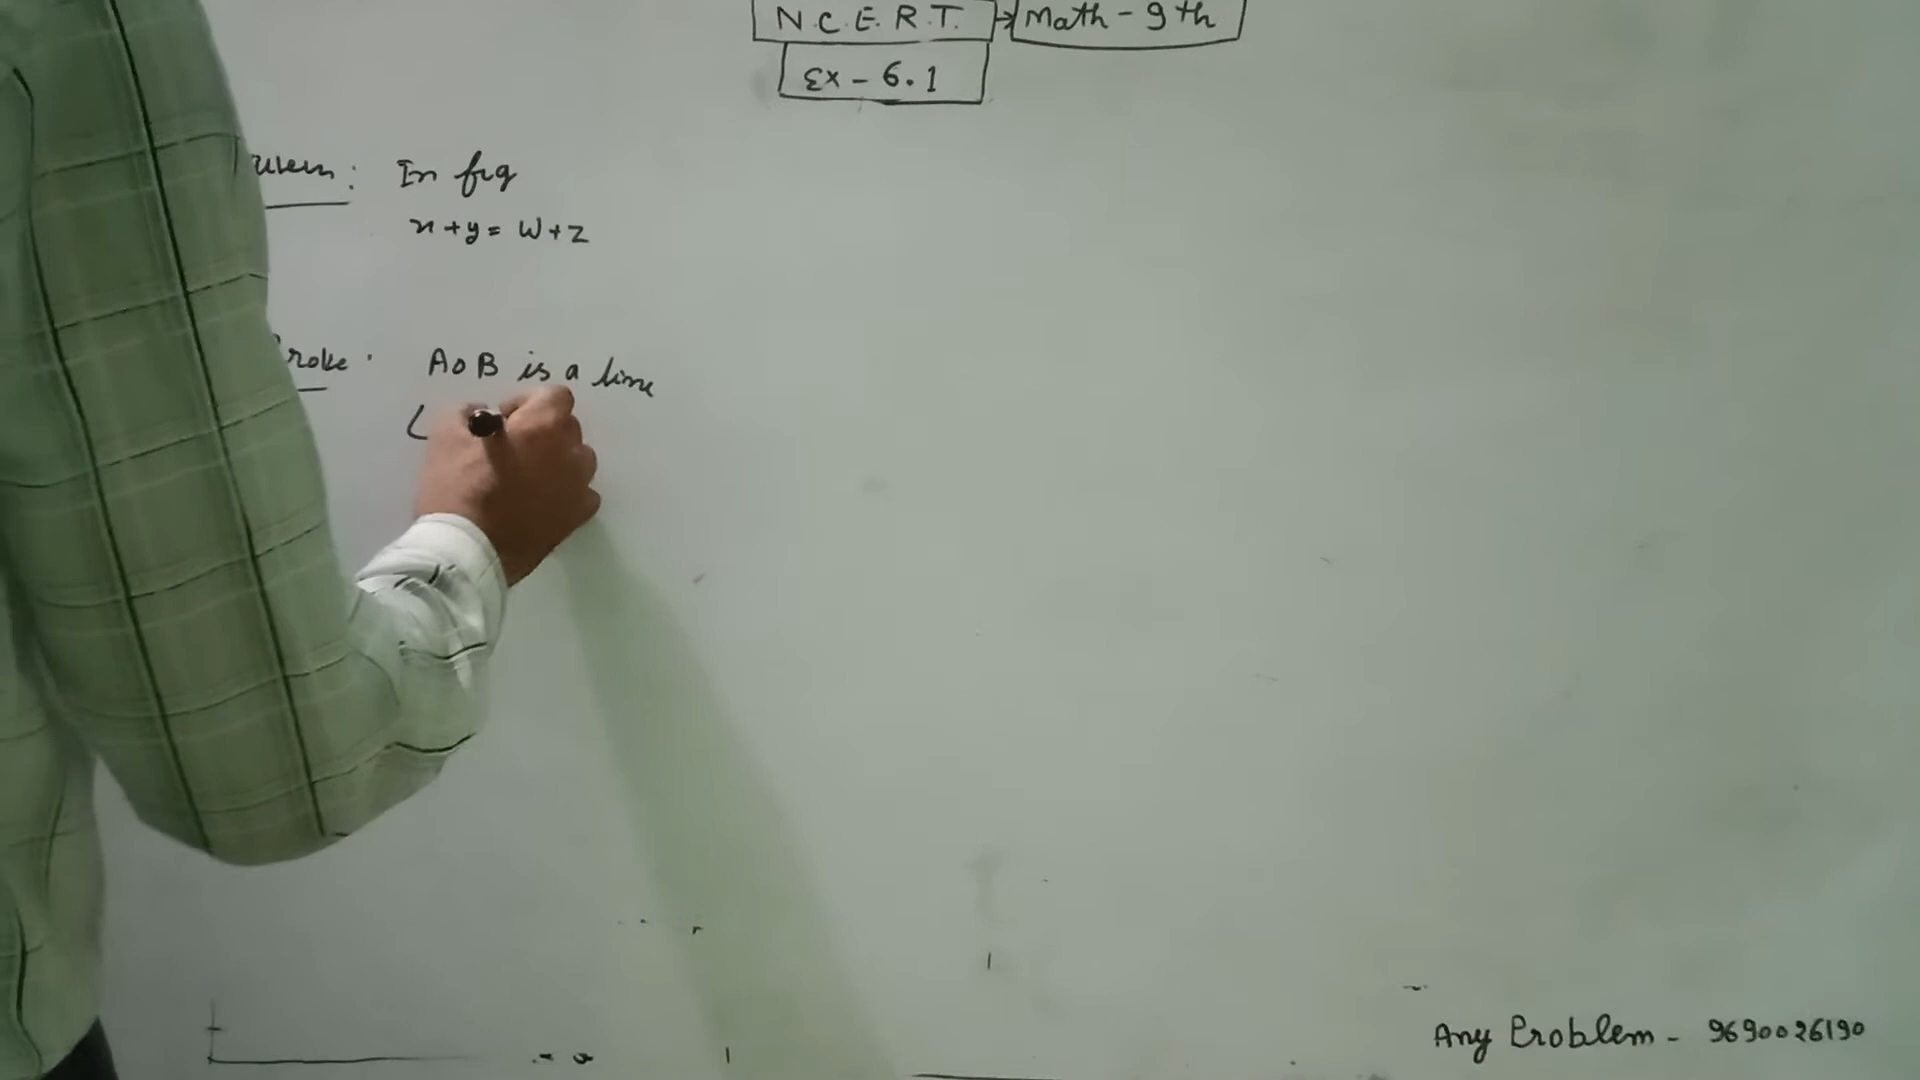 N.C.E.R.T. → Math - 9th
Ex - 6.1
In fig
x + y = w + z
AOB is a line
Any Problem - 9690026190